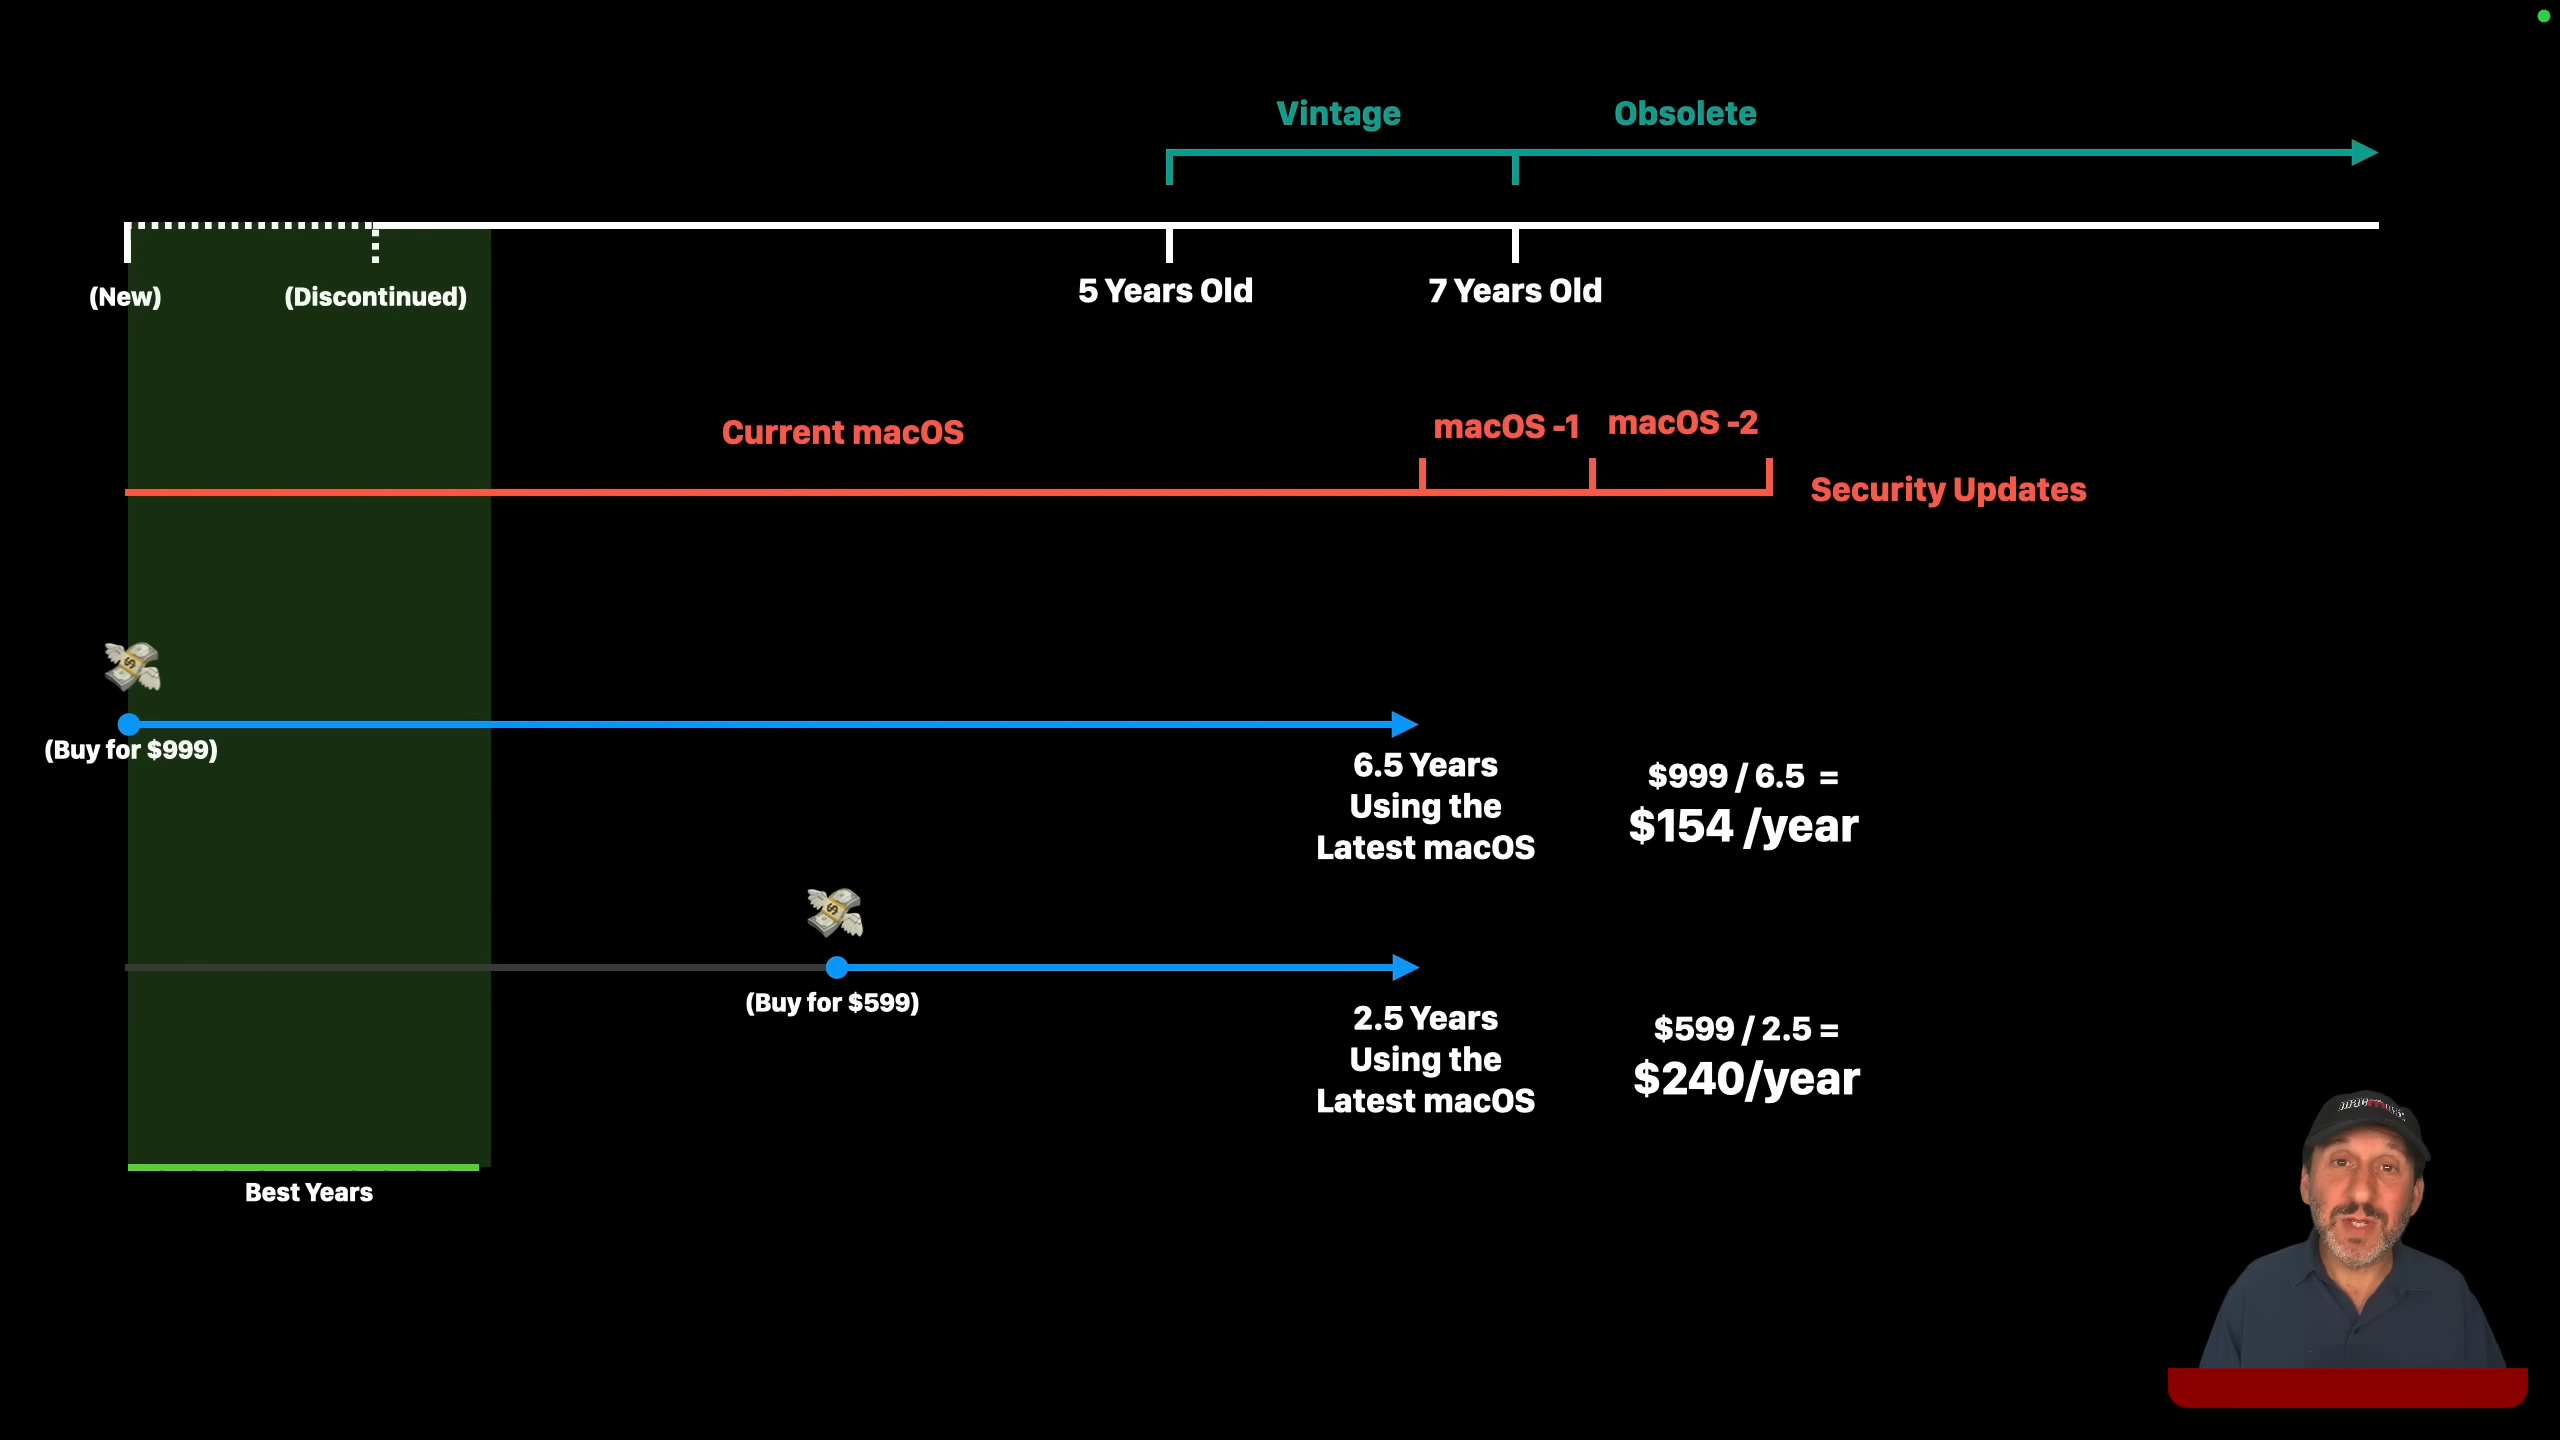 Vintage
Obsolete
(New)
(Discontinued)
5 Years Old
7 Years Old
Current macOS
macOS -1
macOS -2
Security Updates
(Buy for $999)
6.5 Years
Using the
Latest macOS
$999 / 6.5 =
$154 /year
(Buy for $599)
2.5 Years
Using the
Latest macOS
$599 / 2.5 =
$240/year
Best Years